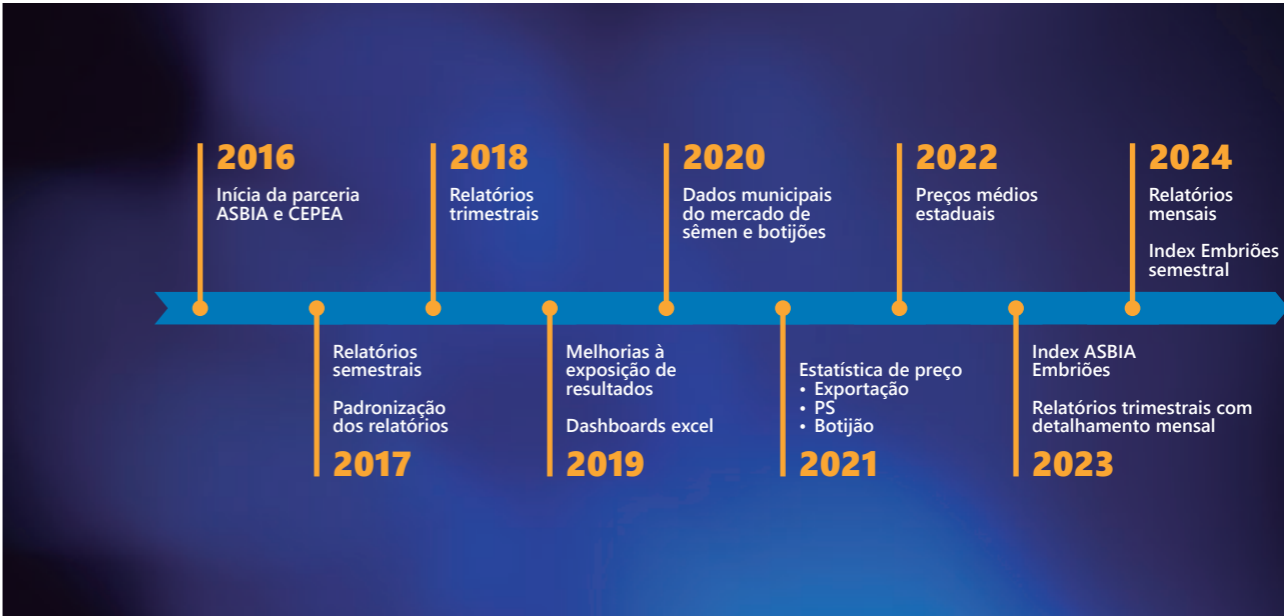 2016
Início da parceria
ASBIA e CEPEA
2018
Relatórios
trimestrais
2020
Dados municipais
do mercado de
sêmen e botijões
2022
Preços médios
estaduais
2024
Relatórios
mensais
Index Embriões
semestral
Relatórios
semestrais
Padronização
dos relatórios
2017
Melhorias à
exposição de
resultados
Dashboards excel
2019
Estatística de preço
• Exportação
• PS
• Botijão
2021
Index ASBIA
Embriões
Relatórios trimestrais com
detalhamento mensal
2023